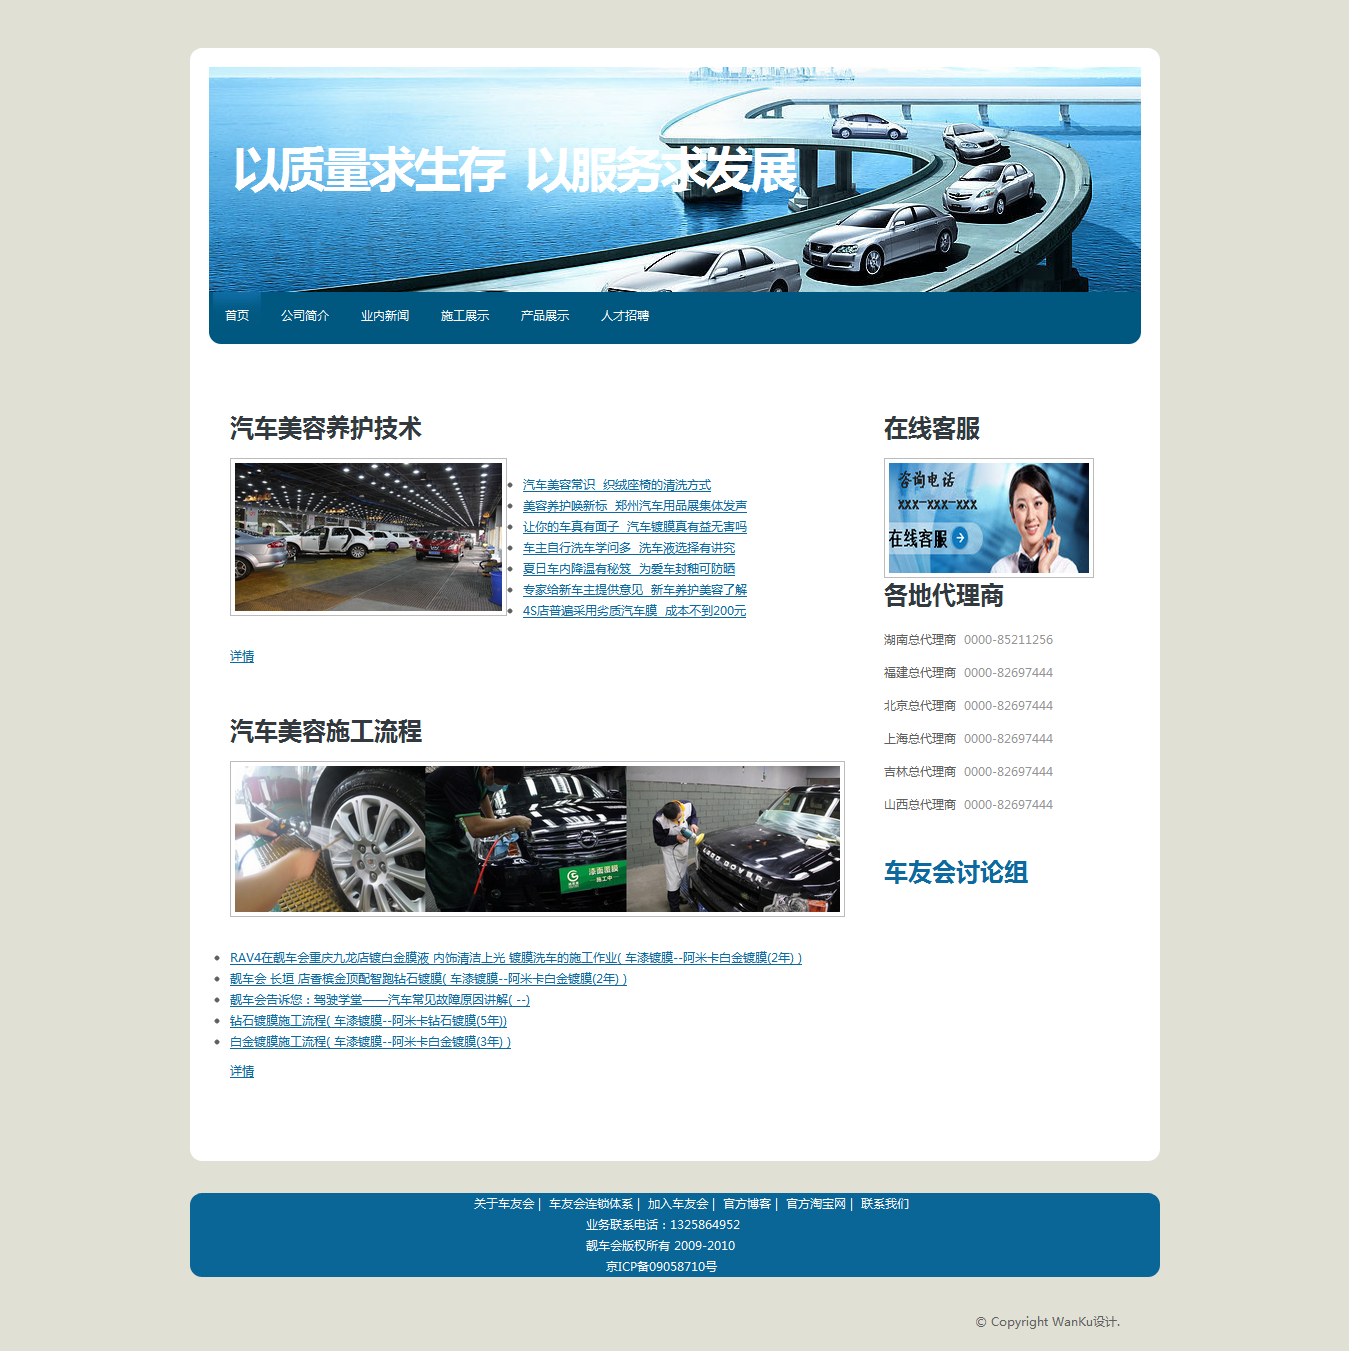 以质量求生存 以服务求发展
首页 公司简介 业内新闻 施工展示 产品展示 人才招聘
汽车美容养护技术
汽车美容常识 织绒座椅的清洗方式
美容养护唤新标 郑州汽车用品展集体发声
让你的车真有面子 汽车镀膜真有益无害吗
车主自行洗车学问多 洗车液选择有讲究
夏日车内降温有秘笈 为爱车封釉可防晒
专家给新车主提供意见 新车养护美容了解
4S店普遍采用劣质汽车膜 成本不到200元
详情
汽车美容施工流程
漆面镀膜
施工中
LAND ROVER
RAV4在靓车会重庆九龙店镀白金膜液 内饰清洁上光 镀膜洗车的施工作业( 车漆镀膜--阿米卡白金镀膜(2年) )
靓车会 长垣 店香槟金顶配智跑钻石镀膜( 车漆镀膜--阿米卡白金镀膜(2年) )
靓车会告诉您：驾驶学堂——汽车常见故障原因讲解( --)
钻石镀膜施工流程( 车漆镀膜--阿米卡钻石镀膜(5年))
白金镀膜施工流程( 车漆镀膜--阿米卡白金镀膜(3年) )
详情
在线客服
咨询电话
xxx-xxx-xxx
在线客服
各地代理商
湖南总代理商 0000-85211256
福建总代理商 0000-82697444
北京总代理商 0000-82697444
上海总代理商 0000-82697444
吉林总代理商 0000-82697444
山西总代理商 0000-82697444
车友会讨论组
关于车友会 | 车友会连锁体系 | 加入车友会 | 官方博客 | 官方淘宝网 | 联系我们
业务联系电话：1325864952
靓车会版权所有 2009-2010
京ICP备09058710号
© Copyright WanKu设计.